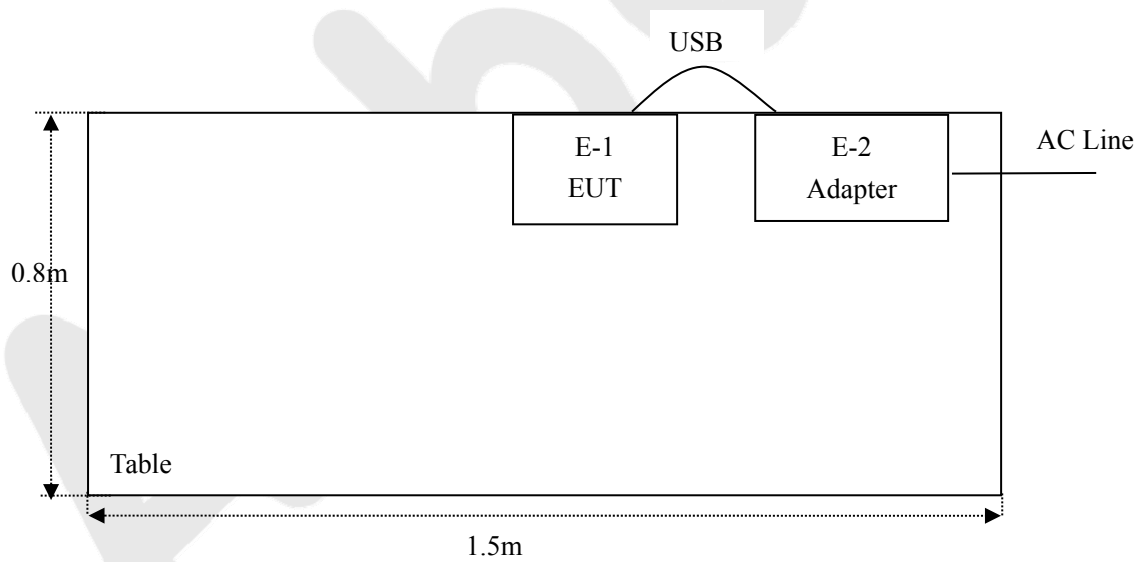 USB
E-1
EUT
E-2
Adapter
AC Line
0.8m
Table
1.5m